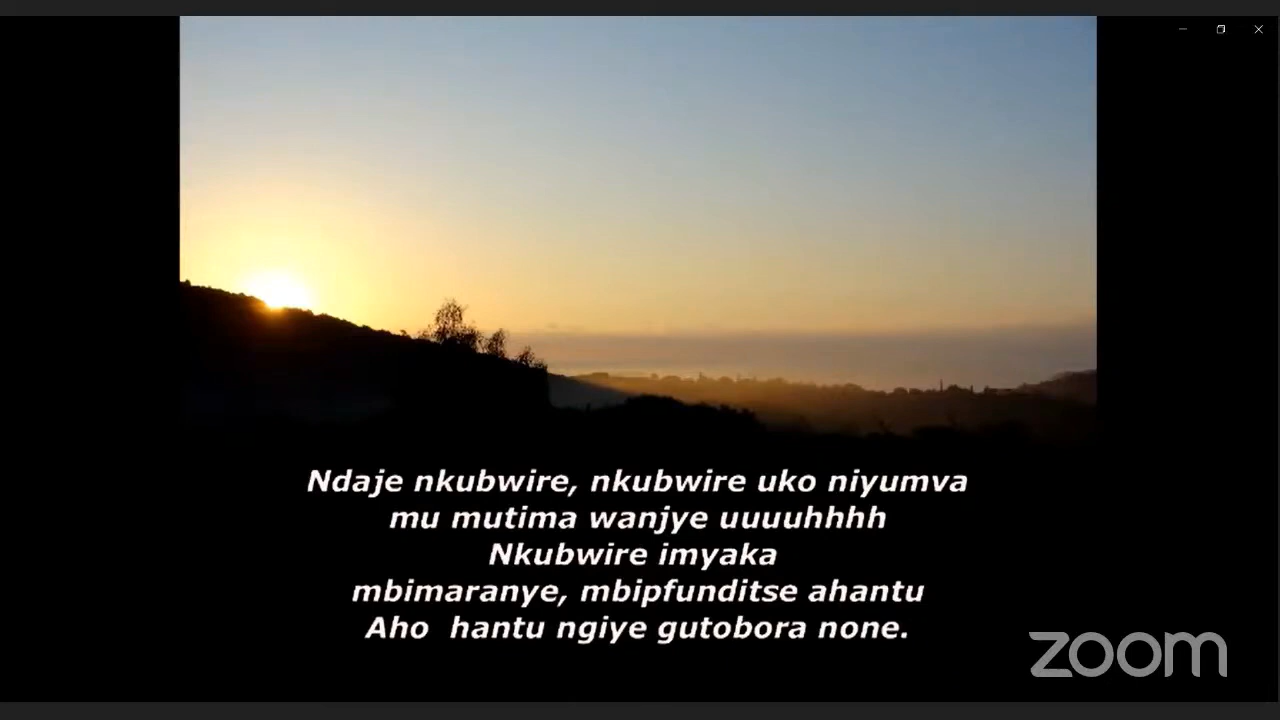 Ndaje nkubwire, nkubwire uko niyumva
mu mutima wanjye uuuuhhhh
Nkubwire imyaka
mbimaranye, mbipfunditse ahantu
Aho hantu ngiye gutobora none.
zoom